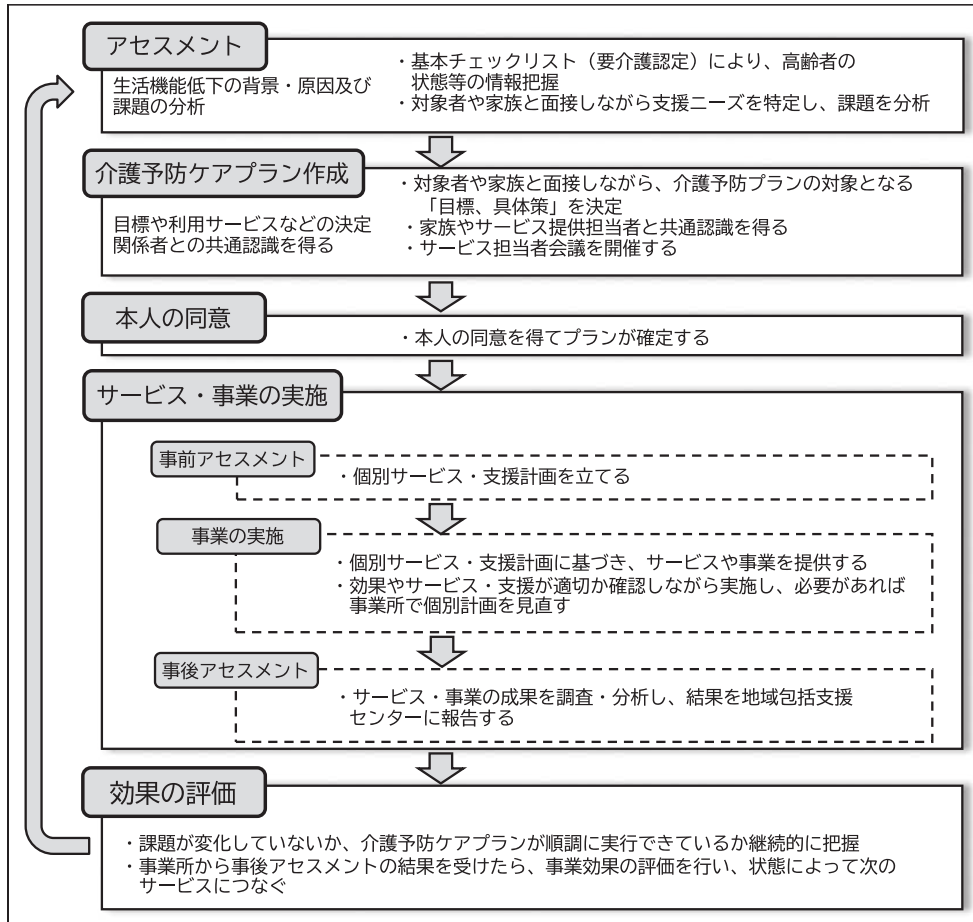 アセスメント
生活機能低下の背景・原因及び
課題の分析
・基本チェックリスト（要介護認定）により、高齢者の
状態等の情報把握
・対象者や家族と面接しながら支援ニーズを特定し、課題を分析
介護予防ケアプラン作成
目標や利用サービスなどの決定
関係者との共通認識を得る
・対象者や家族と面接しながら、介護予防プランの対象となる
「目標、具体策」を決定
・家族やサービス提供担当者と共通認識を得る
・サービス担当者会議を開催する
本人の同意
・本人の同意を得てプランが確定する
サービス・事業の実施
事前アセスメント
・個別サービス・支援計画を立てる
事業の実施
・個別サービス・支援計画に基づき、サービスや事業を提供する
・効果やサービス・支援が適切か確認しながら実施し、必要があれば
事業所で個別計画を見直す
事後アセスメント
・サービス・事業の成果を調査・分析し、結果を地域包括支援
センターに報告する
効果の評価
・課題が変化していないか、介護予防ケアプランが順調に実行できているか継続的に把握
・事業所から事後アセスメントの結果を受けたら、事業効果の評価を行い、状態によって次の
サービスにつなぐ